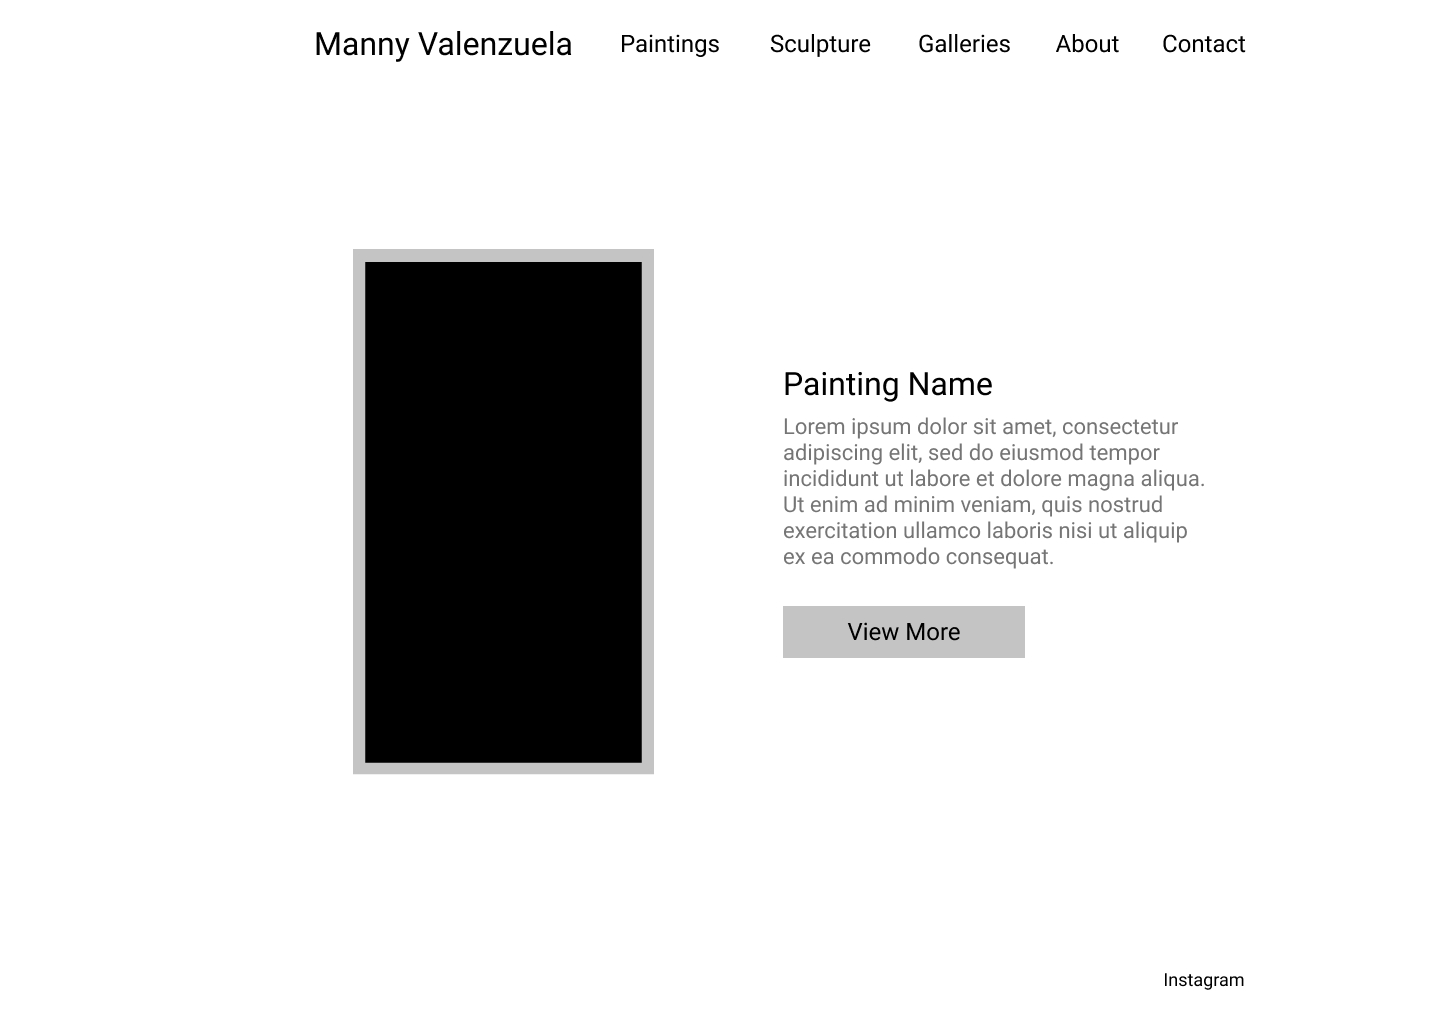 Manny Valenzuela Paintings Sculpture Galleries About Contact
Painting Name
Lorem ipsum dolor sit amet, consectetur
adipiscing elit, sed do eiusmod tempor
incididunt ut labore et dolore magna aliqua.
Ut enim ad minim veniam, quis nostrud
exercitation ullamco laboris nisi ut aliquip
ex ea commodo consequat.
View More
Instagram